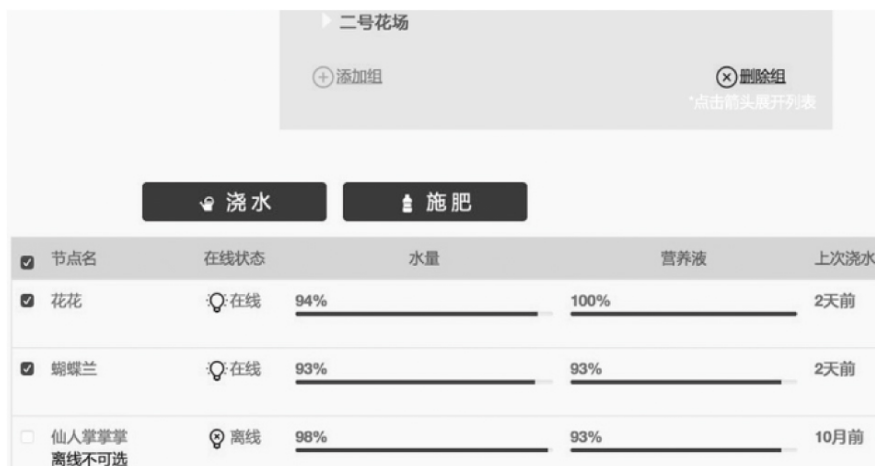 二号花场
添加组 删除组
*点击箭头展开列表
浇水 施肥
节点名 在线状态 水量 营养液 上次浇水
花花 在线 94% 100% 2天前
蝴蝶兰 在线 93% 93% 2天前
仙人掌掌掌 离线 98% 93% 10月前
离线不可选